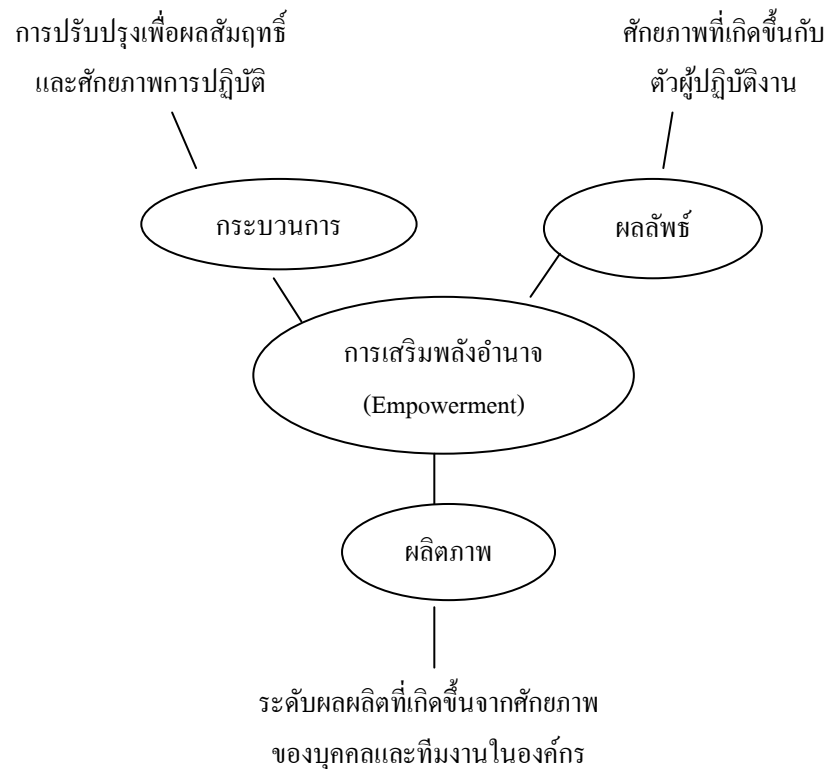 การปรับปรุงเพื่อผลสัมฤทธิ์
และศักยภาพการปฏิบัติ
ศักยภาพที่เกิดขึ้นกับ
ตัวผู้ปฏิบัติงาน
กระบวนการ
ผลลัพธ์
การเสริมพลังอำนาจ
(Empowerment)
ผลิตภาพ
ระดับผลผลิตที่เกิดขึ้นจากศักยภาพ
ของบุคคลและทีมงานในองค์กร